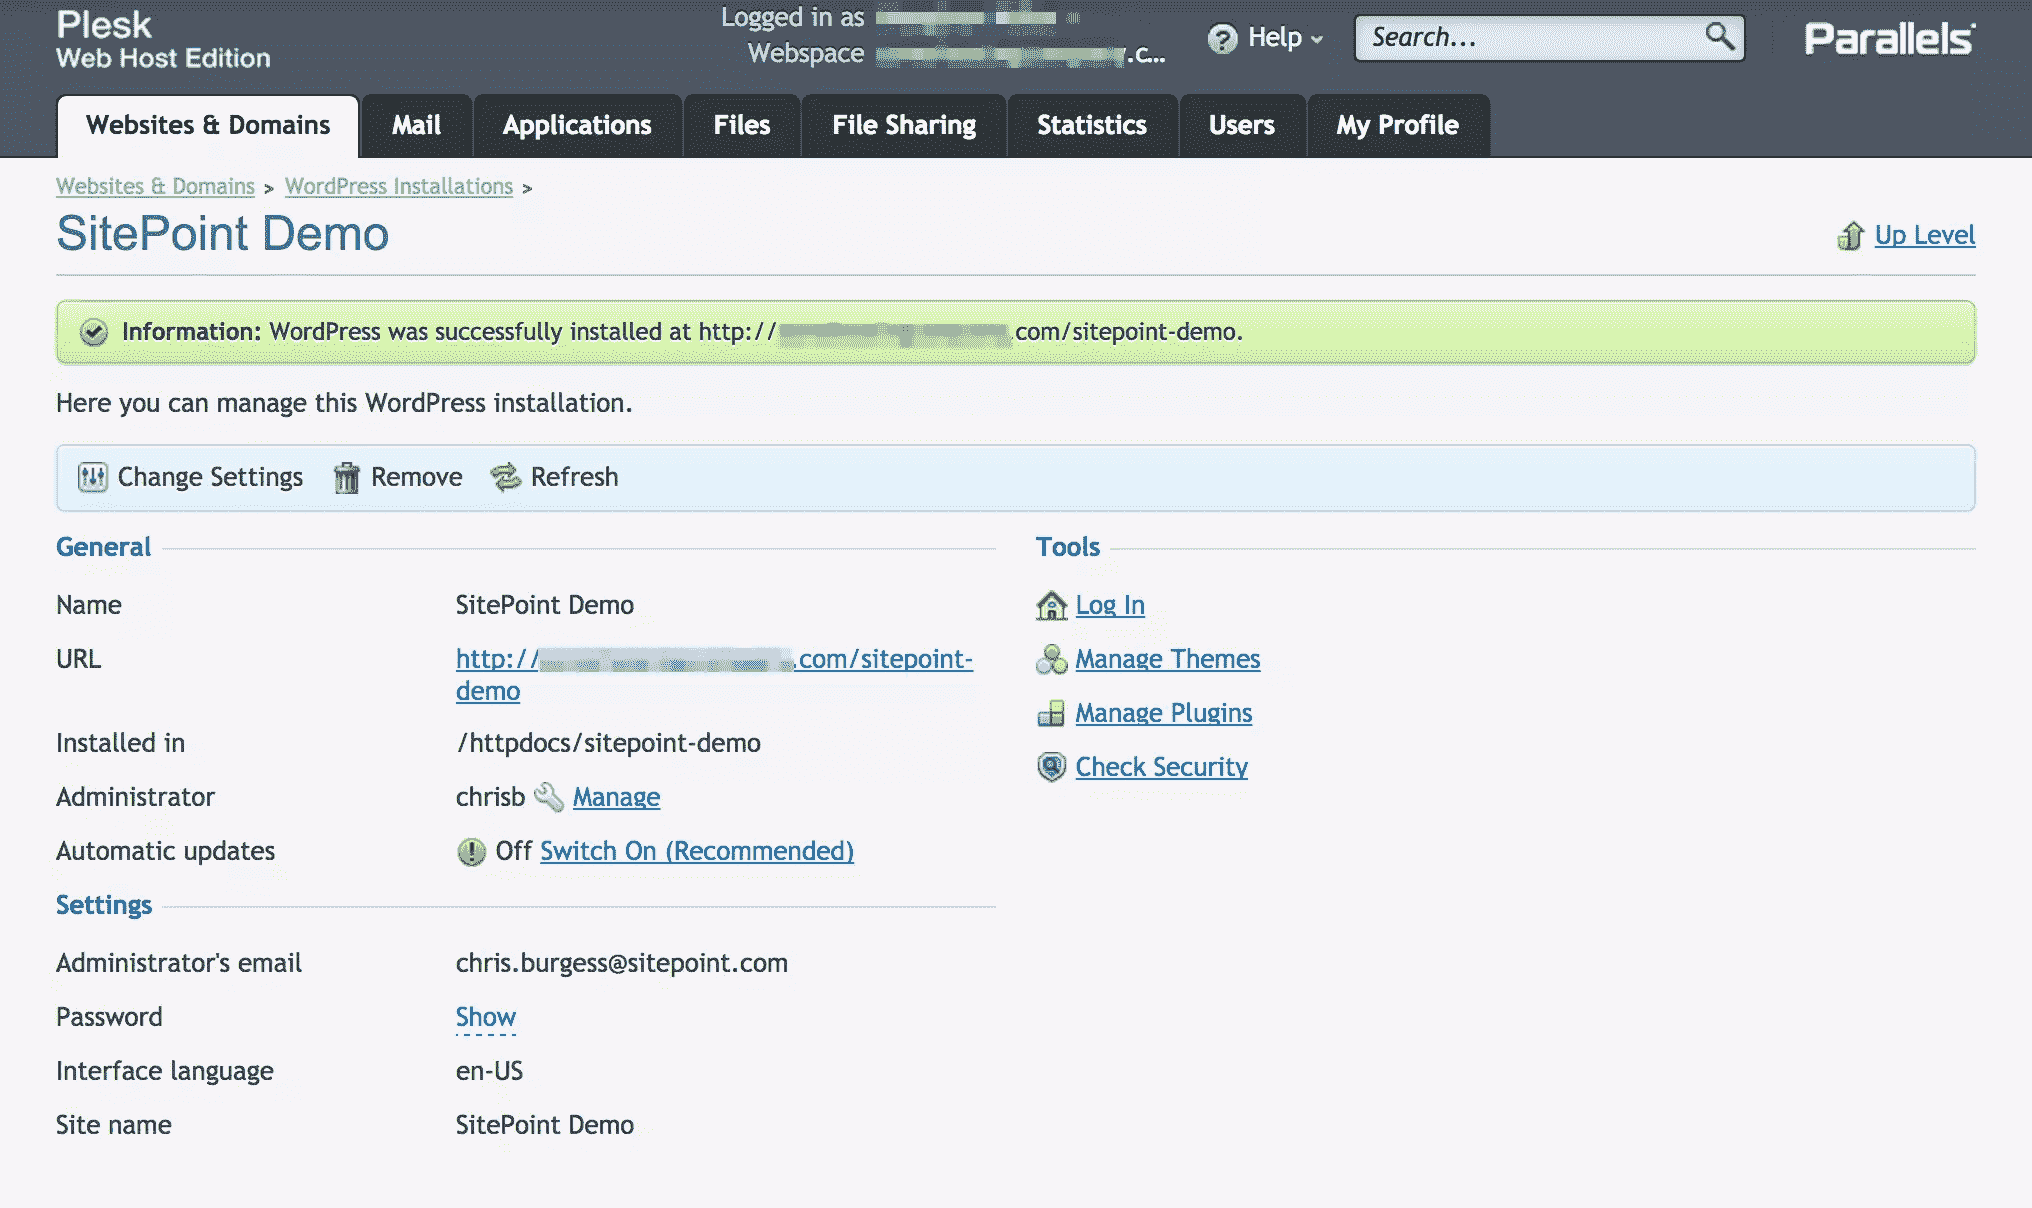 Plesk
Web Host Edition
Logged in as
Webspace .c...
Help
Search...
Parallels
Websites & Domains
Mail
Applications
Files
File Sharing
Statistics
Users
My Profile
Websites & Domains > WordPress Installations >
SitePoint Demo
Up Level
Information: WordPress was successfully installed at http:// .com/sitepoint-demo.
Here you can manage this WordPress installation.
Change Settings
Remove
Refresh
General
Name SitePoint Demo
URL http:// .com/sitepoint-
demo
Installed in /httpdocs/sitepoint-demo
Administrator chrisb Manage
Automatic updates Off Switch On (Recommended)
Settings
Administrator's email chris.burgess@sitepoint.com
Password Show
Interface language en-US
Site name SitePoint Demo
Tools
Log In
Manage Themes
Manage Plugins
Check Security